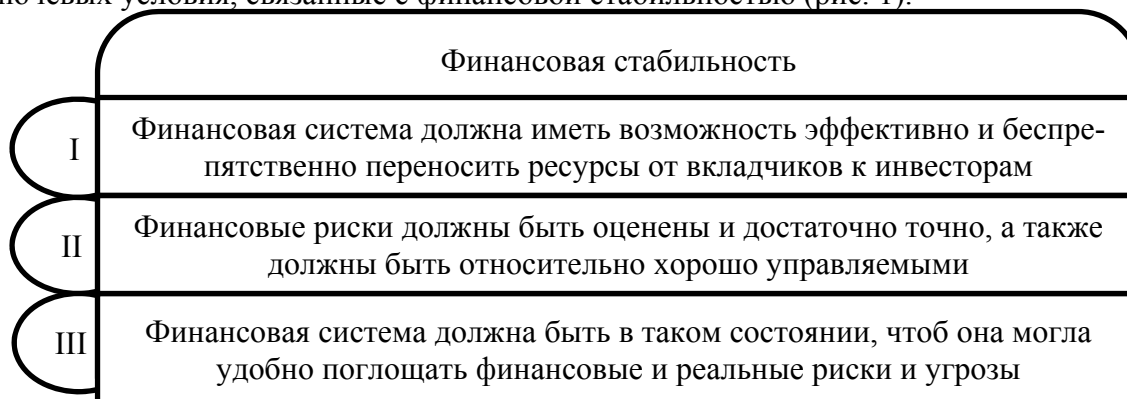 ключевых условия, связанные с финансовой стабильностью (рис. 1).
Финансовая стабильность
I
Финансовая система должна иметь возможность эффективно и беспре-
пятственно переносить ресурсы от вкладчиков к инвесторам
II
Финансовые риски должны быть оценены и достаточно точно, а также
должны быть относительно хорошо управляемыми
III
Финансовая система должна быть в таком состоянии, чтоб она могла
удобно поглощать финансовые и реальные риски и угрозы